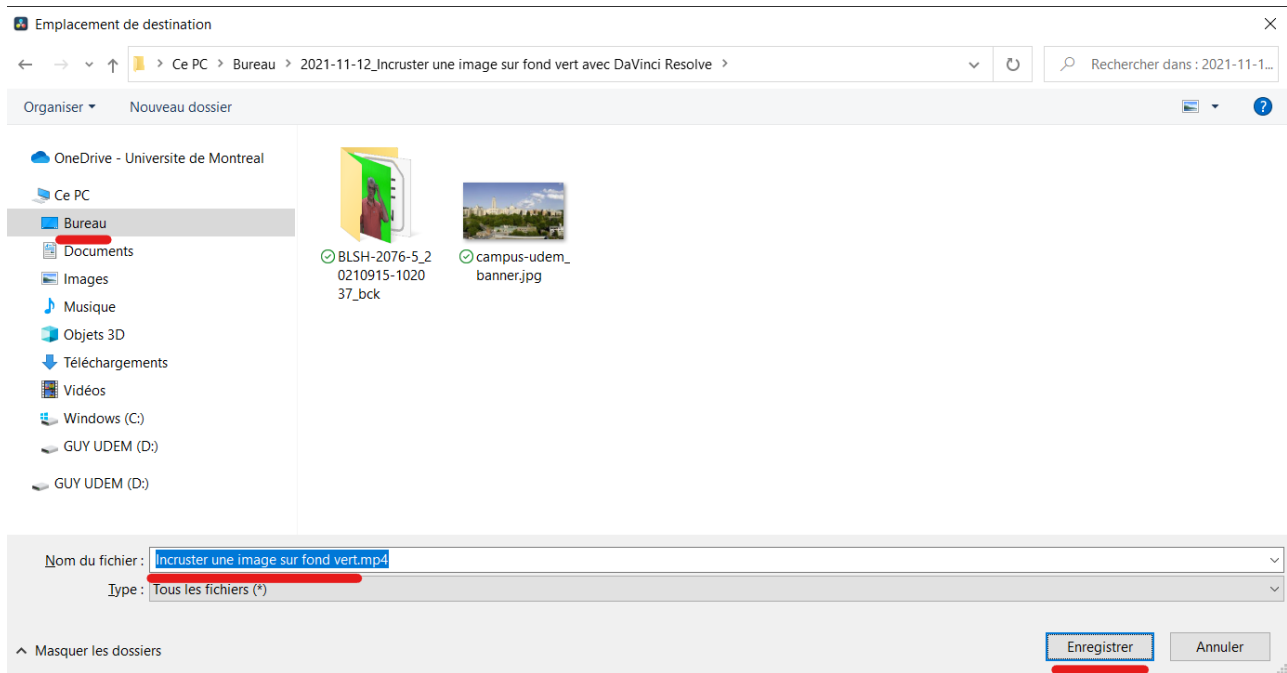 Emplacement de destination
Ce PC > Bureau > 2021-11-12_Incruster une image sur fond vert avec DaVinci Resolve >
Rechercher dans : 2021-11-1...
Organiser
Nouveau dossier
OneDrive - Universite de Montreal
Ce PC
Bureau
Documents
Images
Musique
Objets 3D
Téléchargements
Vidéos
Windows (C:)
GUY UDEM (D:)
GUY UDEM (D:)
BLSH-2076-5_2
0210915-1020
37_bck
campus-udem_
banner.jpg
Nom du fichier : Incruster une image sur fond vert.mp4
Type : Tous les fichiers (*)
Masquer les dossiers
Enregistrer
Annuler